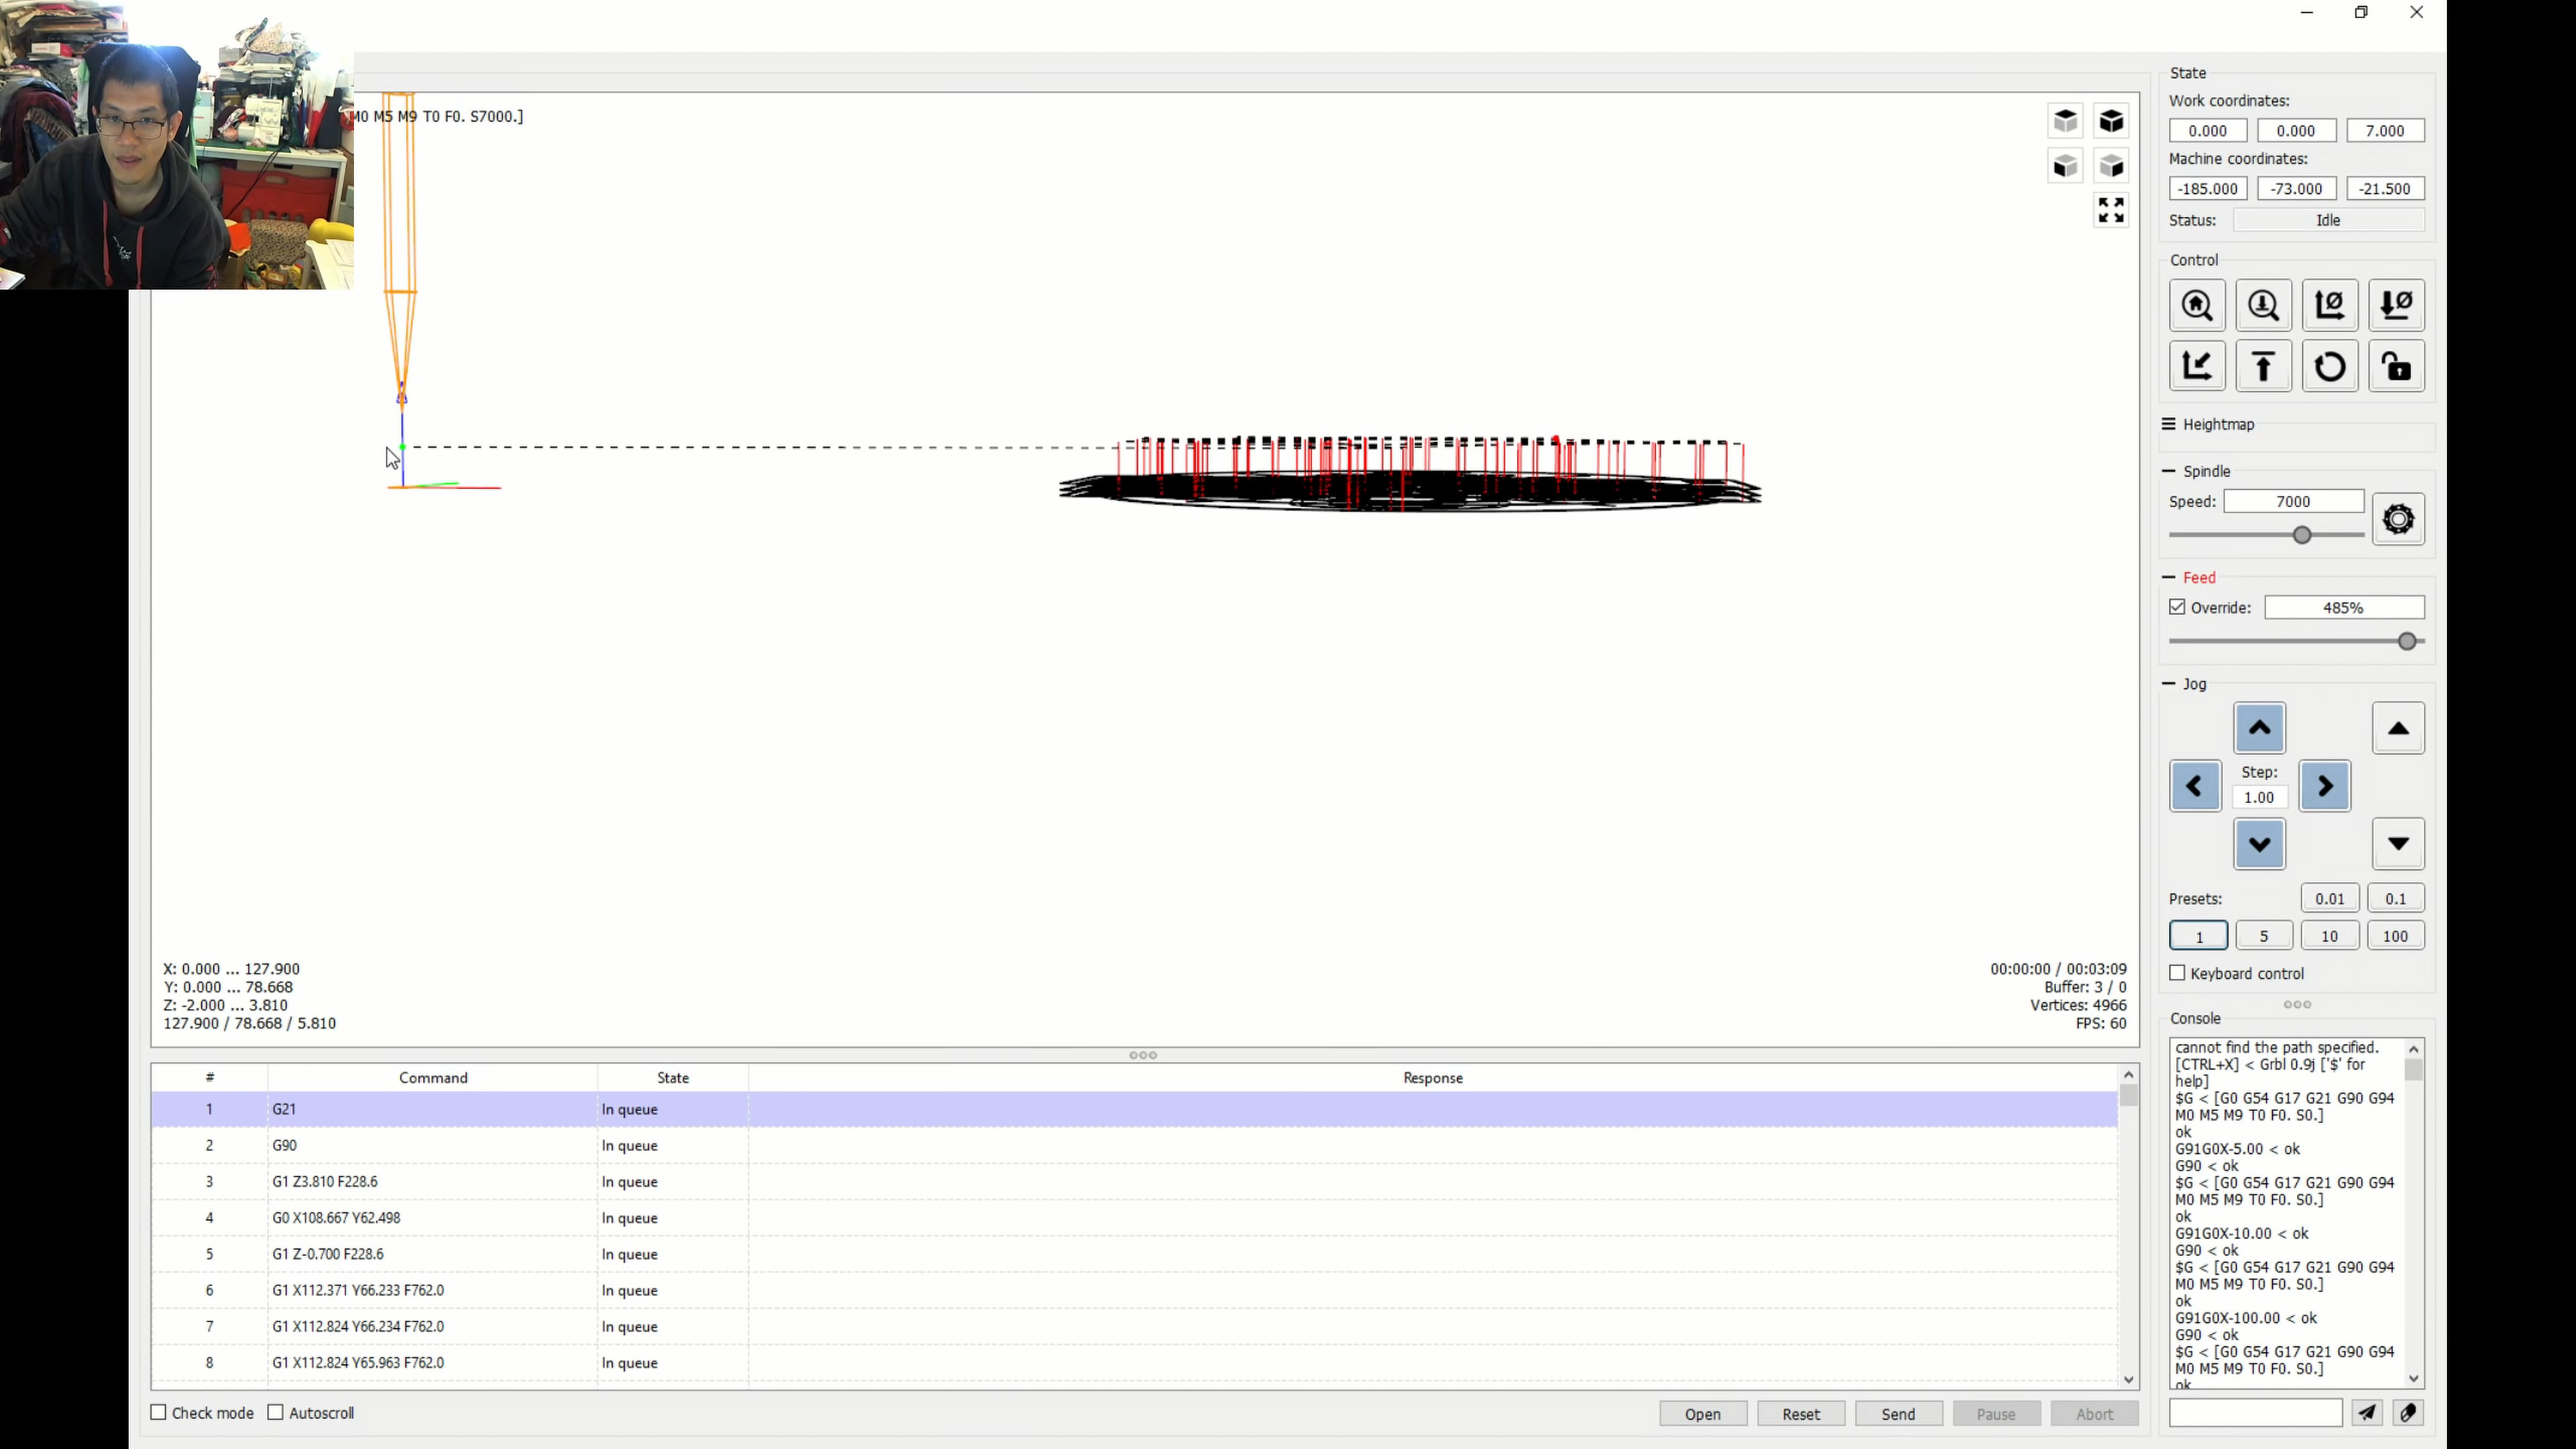 M0 M5 M9 T0 F0. S7000.]
X: 0.000 ... 127.900
Y: 0.000 ... 78.668
Z: -2.000 ... 3.810
127.900 / 78.668 / 5.810
00:00:00 / 00:03:09
Buffer: 3 / 0
Vertices: 4966
FPS: 60
# Command State Response
1 G21 In queue
2 G90 In queue
3 G1 Z3.810 F228.6 In queue
4 G0 X108.667 Y62.498 In queue
5 G1 Z-0.700 F228.6 In queue
6 G1 X112.371 Y66.233 F762.0 In queue
7 G1 X112.824 Y66.234 F762.0 In queue
8 G1 X112.824 Y65.963 F762.0 In queue
Check mode Autoscroll
Open Reset Send Pause Abort
State
Work coordinates:
0.000 0.000 7.000
Machine coordinates:
-185.000 -73.000 -21.500
Status: Idle
Control
Heightmap
Spindle
Speed: 7000
Feed
Override: 485%
Jog
Step:
1.00
Presets: 0.01 0.1
1 5 10 100
Keyboard control
Console
cannot find the path specified.
[CTRL+X] < Grbl 0.9j ['$' for
help]
$G < [G0 G54 G17 G21 G90 G94
M0 M5 M9 T0 F0. S0.]
ok
G91G0X-5.00 < ok
G90 < ok
$G < [G0 G54 G17 G21 G90 G94
M0 M5 M9 T0 F0. S0.]
ok
G91G0X-10.00 < ok
G90 < ok
$G < [G0 G54 G17 G21 G90 G94
M0 M5 M9 T0 F0. S0.]
ok
G91G0X-100.00 < ok
G90 < ok
$G < [G0 G54 G17 G21 G90 G94
M0 M5 M9 T0 F0. S0.]
ok